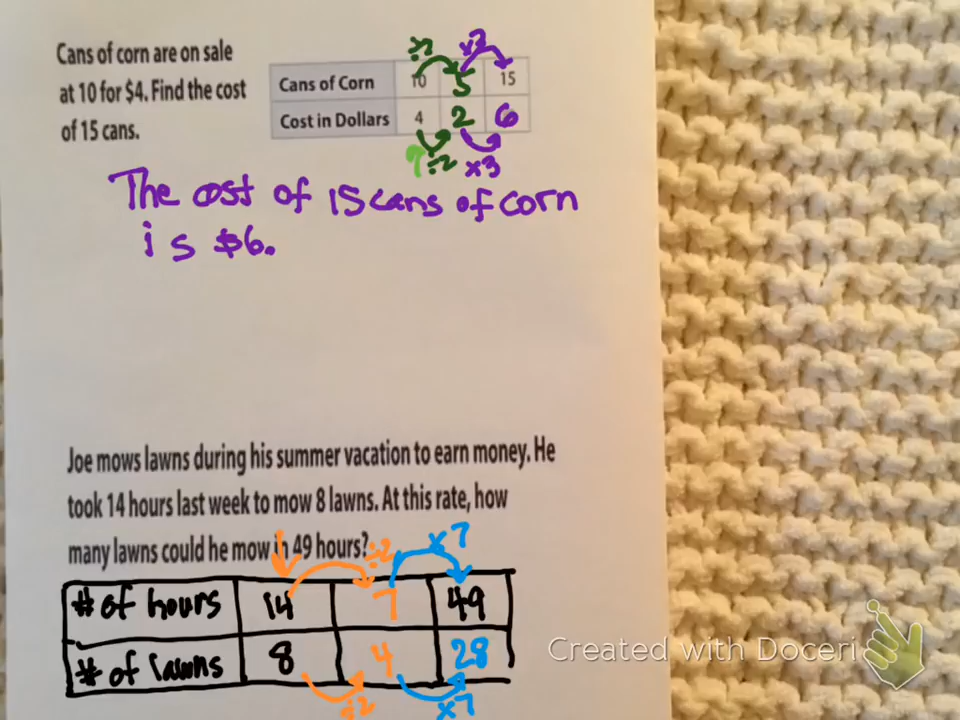 Cans of corn are on sale
at 10 for $4. Find the cost
of 15 cans.
÷2 ×3
Cans of Corn 10 5 15
Cost in Dollars 4 2 6
÷2 ×3
The cost of 15 cans of corn
is $6.
Joe mows lawns during his summer vacation to earn money. He
took 14 hours last week to mow 8 lawns. At this rate, how
many lawns could he mow in 49 hours?
÷2 ×7
# of hours 14 7 49
# of lawns 8 4 28
÷2 ×7
Created with Doceri